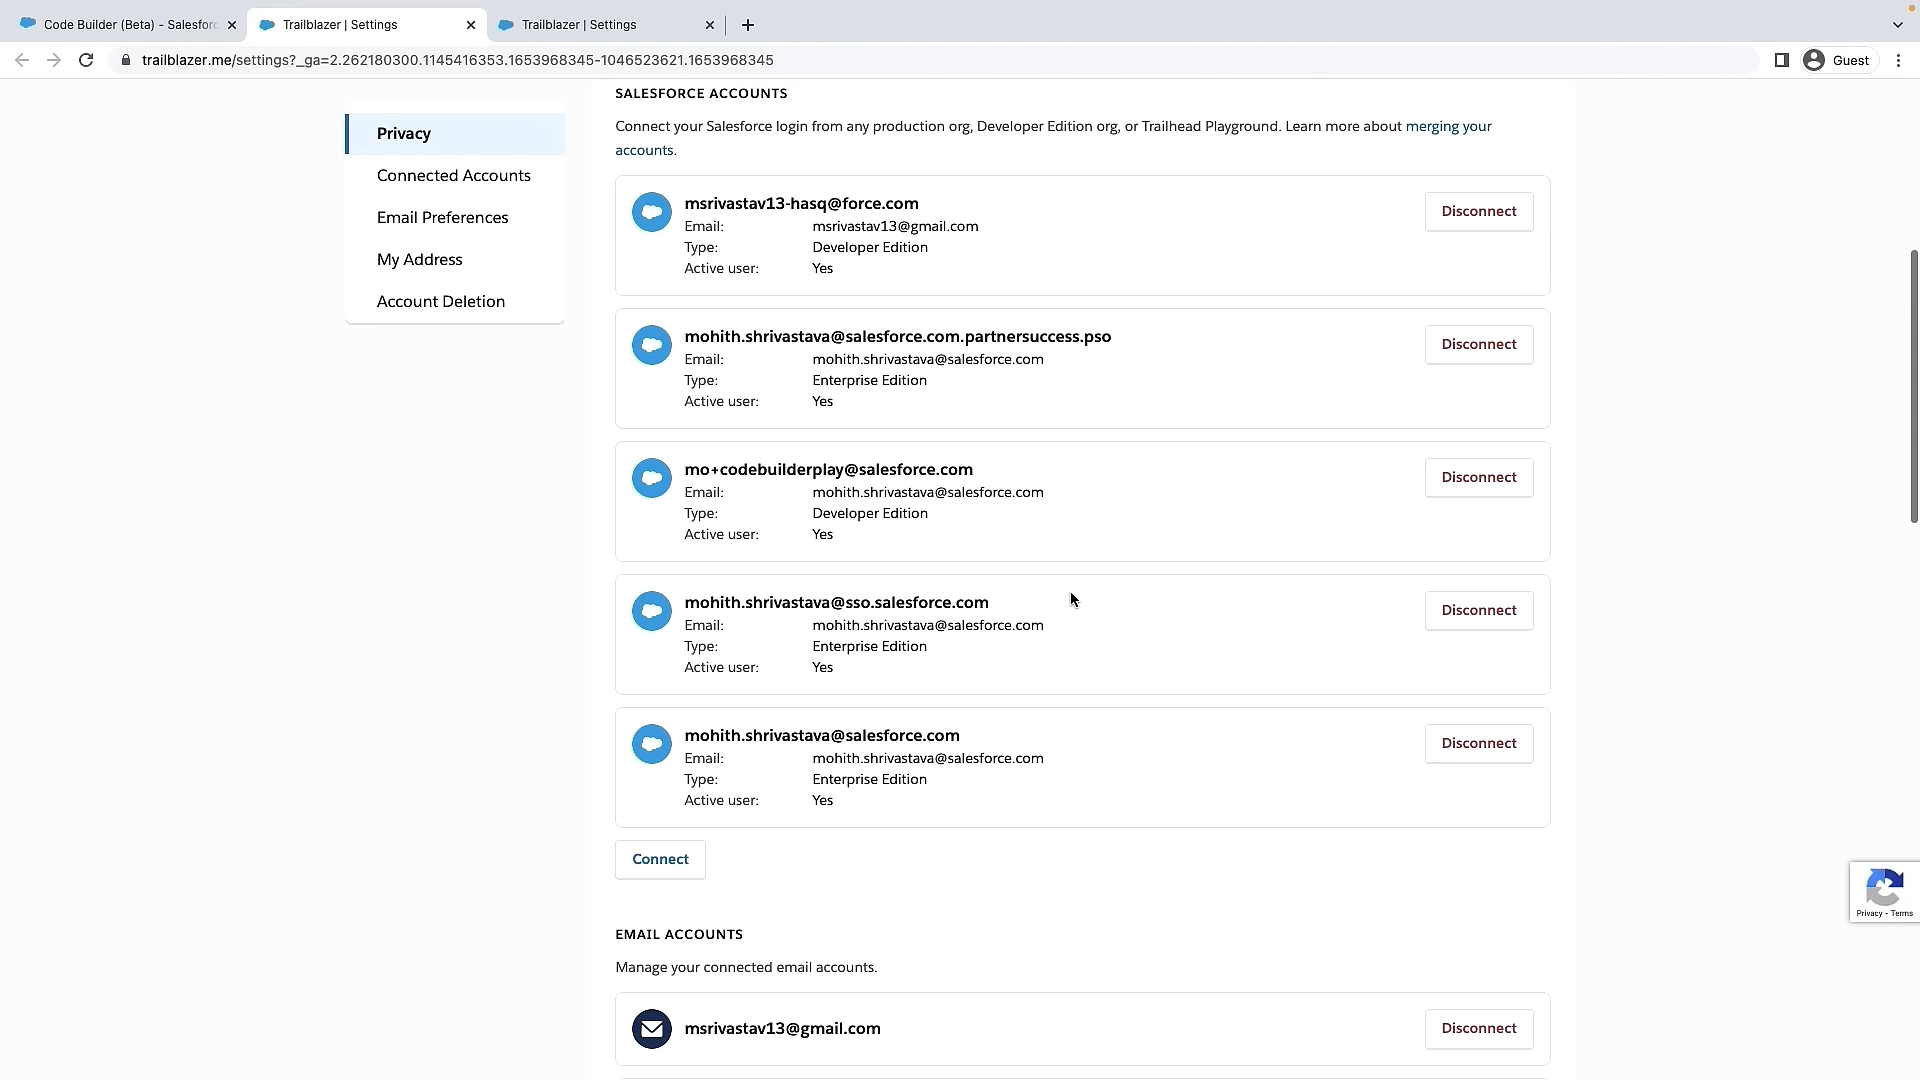 Code Builder (Beta) - Salesforc
Trailblazer | Settings
Trailblazer | Settings
trailblazer.me/settings?_ga=2.262180300.1145416353.1653968345-1046523621.1653968345
Guest
Privacy
Connected Accounts
Email Preferences
My Address
Account Deletion
SALESFORCE ACCOUNTS
Connect your Salesforce login from any production org, Developer Edition org, or Trailhead Playground. Learn more about merging your
accounts.
msrivastav13-hasq@force.com
Disconnect
Email: msrivastav13@gmail.com
Type: Developer Edition
Active user: Yes
mohith.shrivastava@salesforce.com.partnersuccess.pso
Disconnect
Email: mohith.shrivastava@salesforce.com
Type: Enterprise Edition
Active user: Yes
mo+codebuilderplay@salesforce.com
Disconnect
Email: mohith.shrivastava@salesforce.com
Type: Developer Edition
Active user: Yes
mohith.shrivastava@sso.salesforce.com
Disconnect
Email: mohith.shrivastava@salesforce.com
Type: Enterprise Edition
Active user: Yes
mohith.shrivastava@salesforce.com
Disconnect
Email: mohith.shrivastava@salesforce.com
Type: Enterprise Edition
Active user: Yes
Connect
Privacy - Terms
EMAIL ACCOUNTS
Manage your connected email accounts.
msrivastav13@gmail.com
Disconnect